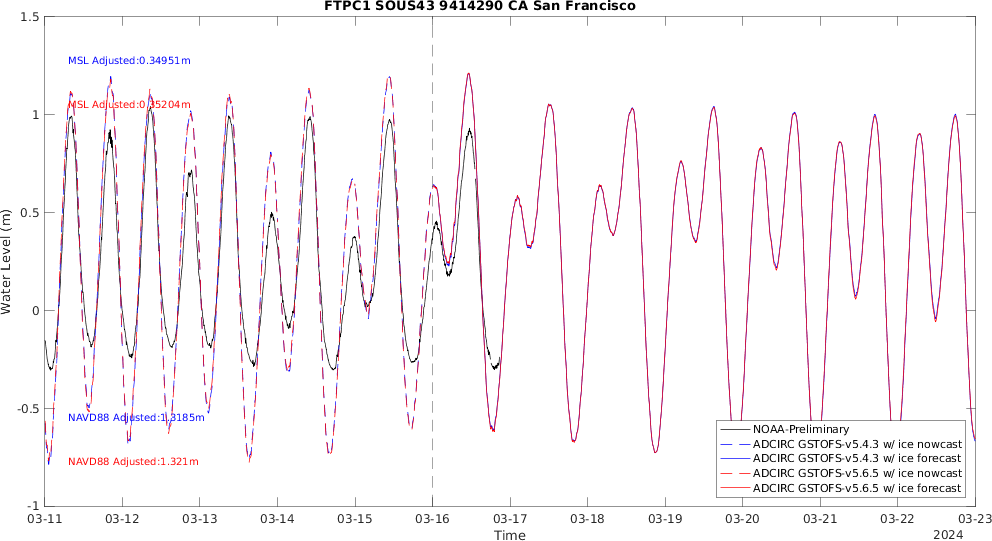 FTPC1 SOUS43 9414290 CA San Francisco
1.5
MSL Adjusted:0.34951m
MSL Adjusted:0.35204m
1
0.5
Water Level (m)
0
-0.5
NAVD88 Adjusted:1.3185m
NAVD88 Adjusted:1.321m
-1
NOAA-Preliminary
ADCIRC GSTOFS-v5.4.3 w/ ice nowcast
ADCIRC GSTOFS-v5.4.3 w/ ice forecast
ADCIRC GSTOFS-v5.6.5 w/ ice nowcast
ADCIRC GSTOFS-v5.6.5 w/ ice forecast
03-11 03-12 03-13 03-14 03-15 03-16 03-17 03-18 03-19 03-20 03-21 03-22 03-23
Time
2024